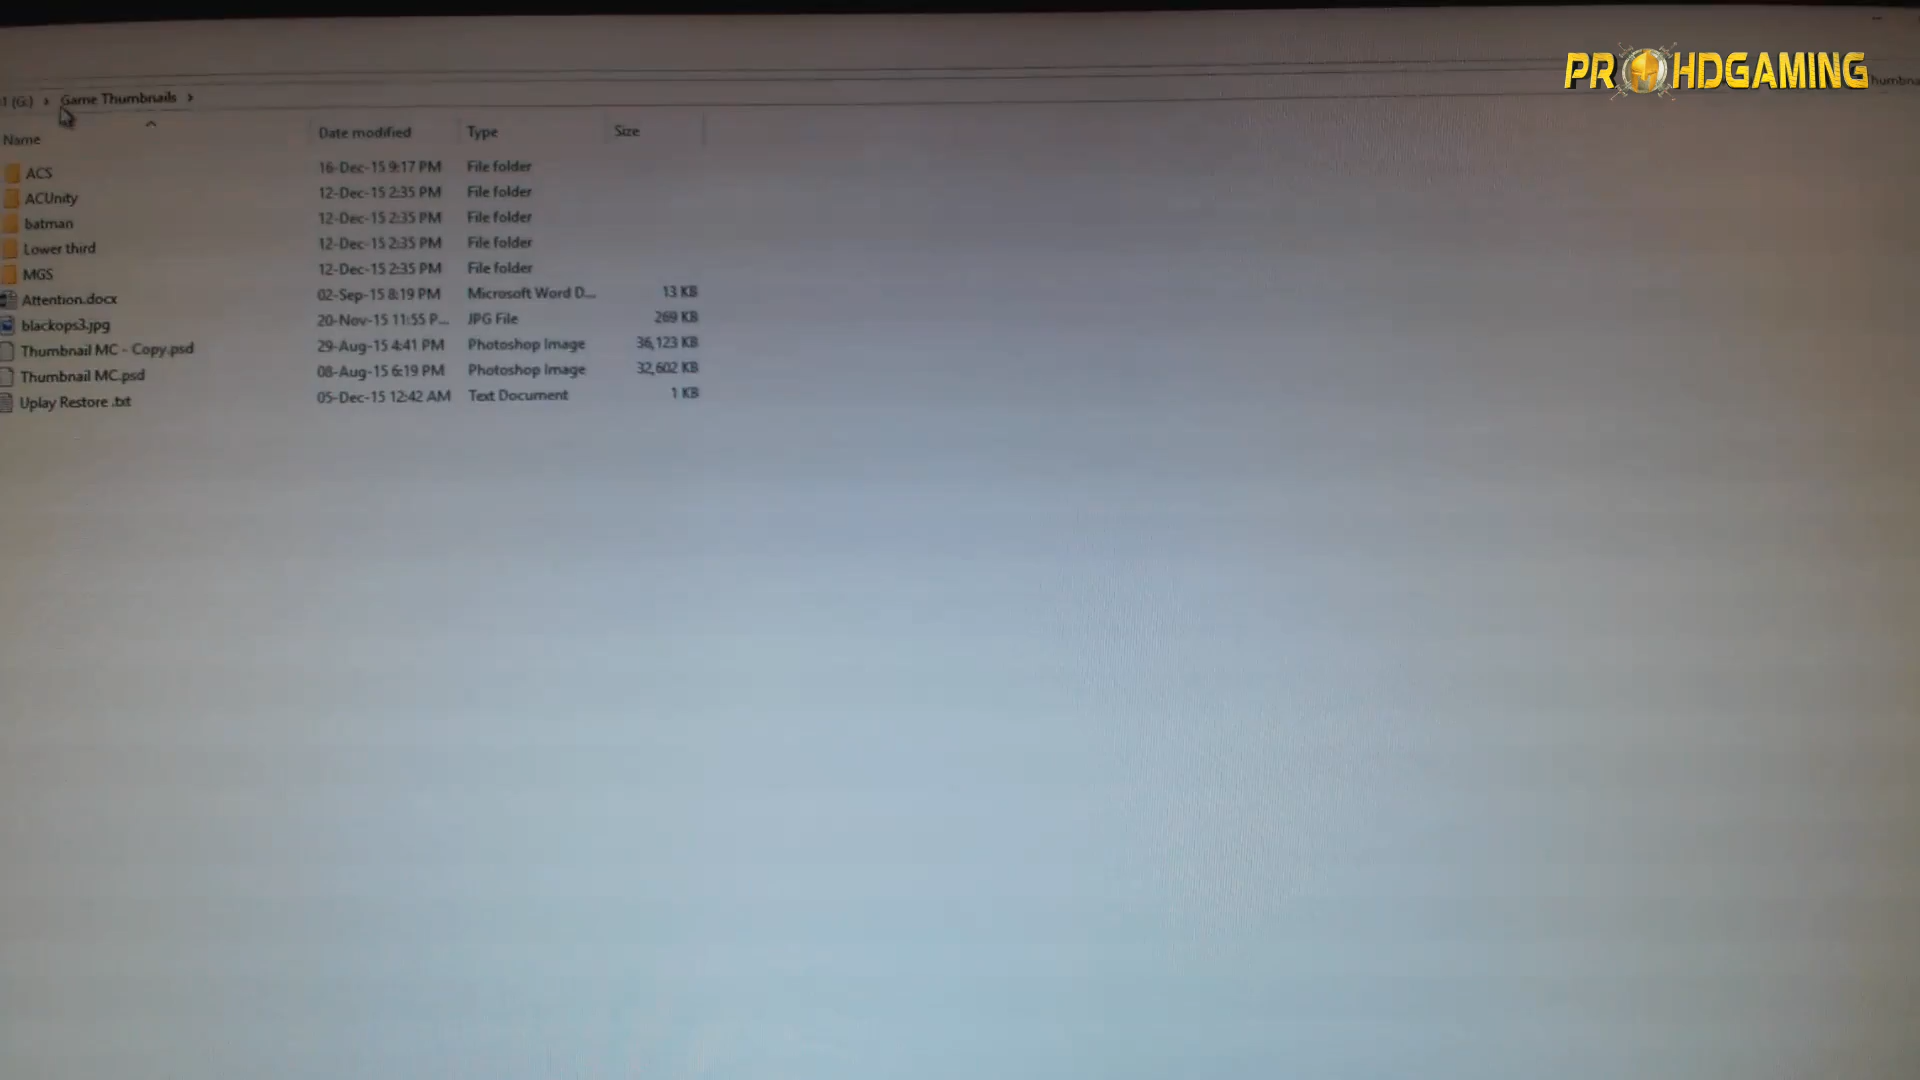 PROHDGAMING
1 (G:) › Game Thumbnails ›
Name Date modified Type Size
ACS 16-Dec-15 9:17 PM File folder
ACUnity 12-Dec-15 2:35 PM File folder
batman 12-Dec-15 2:35 PM File folder
Lower third 12-Dec-15 2:35 PM File folder
MGS 12-Dec-15 2:35 PM File folder
Attention.docx 02-Sep-15 8:19 PM Microsoft Word D... 13 KB
blackops3.jpg 20-Nov-15 11:55 P... JPG File 269 KB
Thumbnail MC - Copy.psd 29-Aug-15 4:41 PM Photoshop Image 36,123 KB
Thumbnail MC.psd 08-Aug-15 6:19 PM Photoshop Image 32,602 KB
Uplay Restore .txt 05-Dec-15 12:42 AM Text Document 1 KB